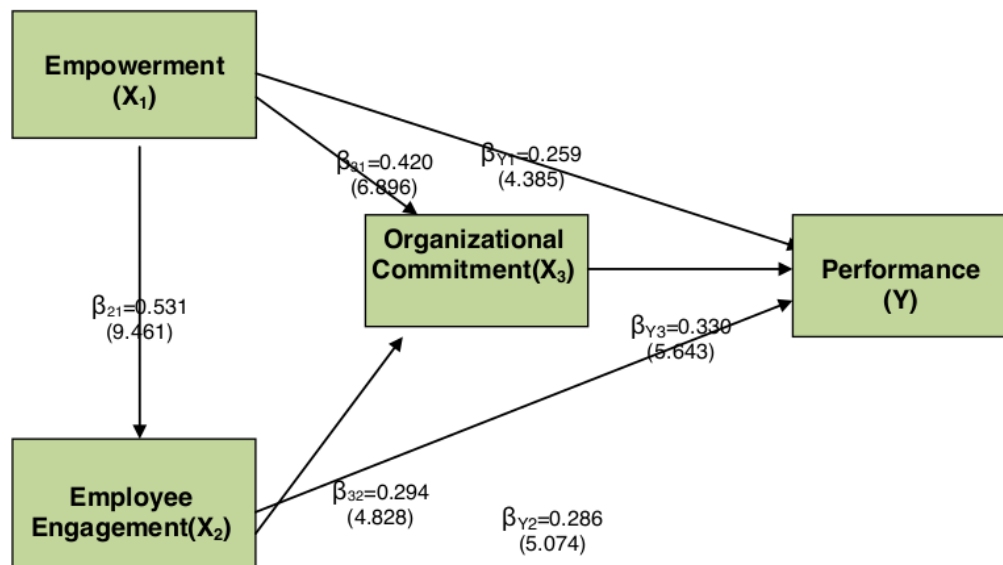 Empowerment
(X₁)
β₃₁=0.420
(6.896)
βY1=0.259
(4.385)
Organizational
Commitment(X₃)
Performance
(Y)
β₂₁=0.531
(9.461)
βY3=0.330
(5.643)
Employee
Engagement(X₂)
β₃₂=0.294
(4.828)
βY2=0.286
(5.074)